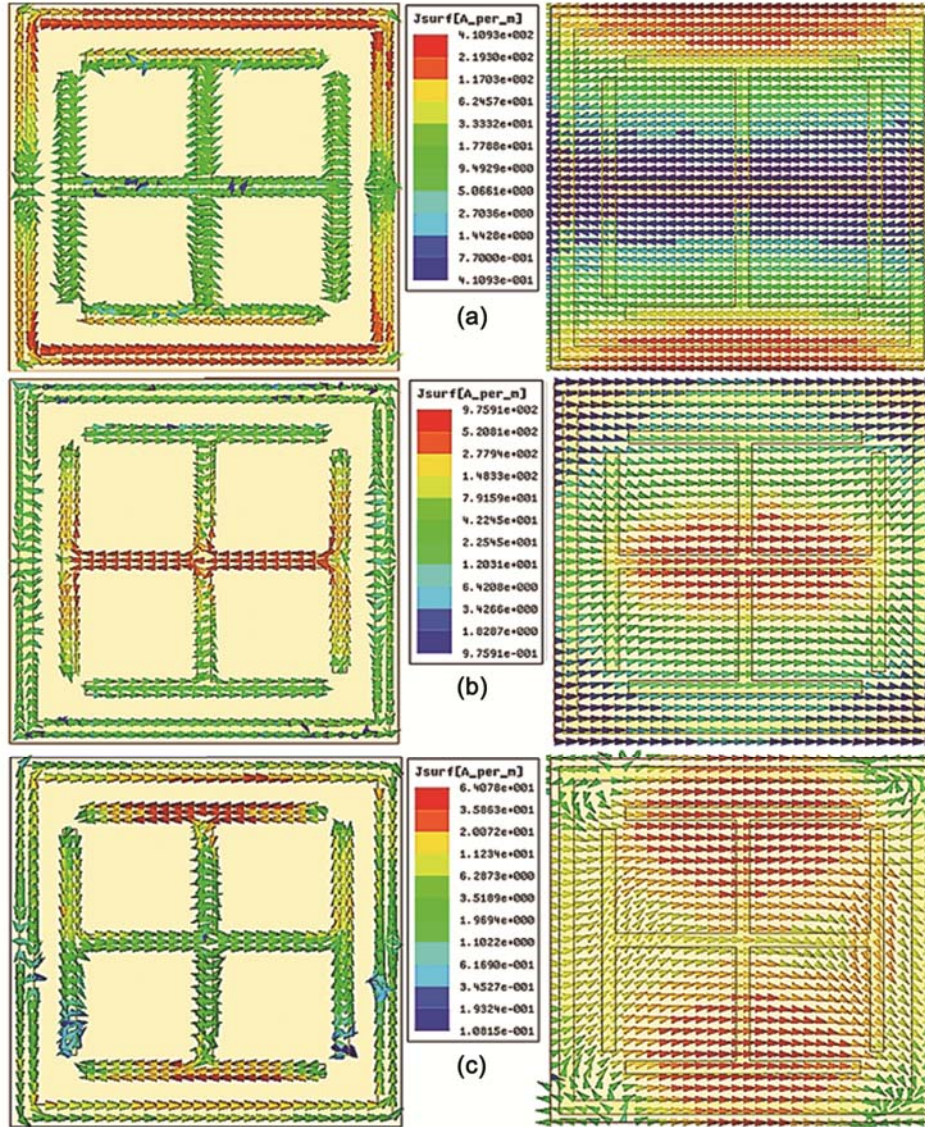 Jsurf[A_per_m]
4.1093e+002
2.1930e+002
1.1703e+002
6.2457e+001
3.3332e+001
1.7788e+001
9.4929e+000
5.0661e+000
2.7036e+000
1.4428e+000
7.7000e-001
4.1093e-001
(a)
Jsurf[A_per_m]
9.7591e+002
5.2081e+002
2.7794e+002
1.4833e+002
7.9159e+001
4.2245e+001
2.2545e+001
1.2031e+001
6.4208e+000
3.4266e+000
1.8287e+000
9.7591e-001
(b)
Jsurf[A_per_m]
6.4078e+001
3.5863e+001
2.0072e+001
1.1234e+001
6.2873e+000
3.5189e+000
1.9694e+000
1.1022e+000
6.1690e-001
3.4527e-001
1.9324e-001
1.0815e-001
(c)